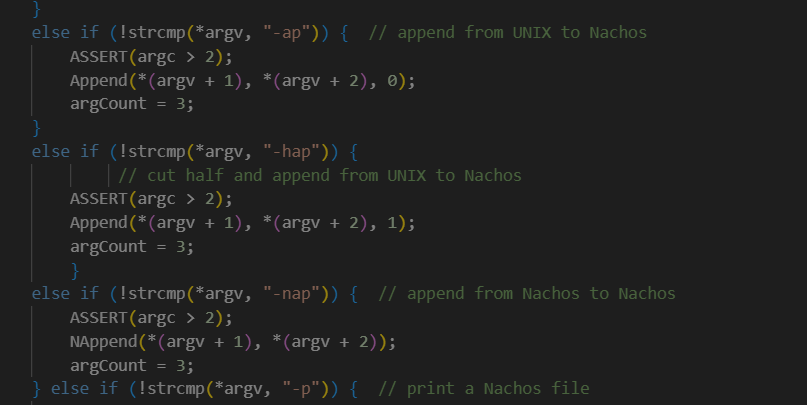 }
else if (!strcmp(*argv, "-ap")) {  // append from UNIX to Nachos
    ASSERT(argc > 2);
    Append(*(argv + 1), *(argv + 2), 0);
    argCount = 3;
}
else if (!strcmp(*argv, "-hap")) {
         // cut half and append from UNIX to Nachos
    ASSERT(argc > 2);
    Append(*(argv + 1), *(argv + 2), 1);
    argCount = 3;
    }
else if (!strcmp(*argv, "-nap")) {  // append from Nachos to Nachos
    ASSERT(argc > 2);
    NAppend(*(argv + 1), *(argv + 2));
    argCount = 3;
} else if (!strcmp(*argv, "-p")) {  // print a Nachos file